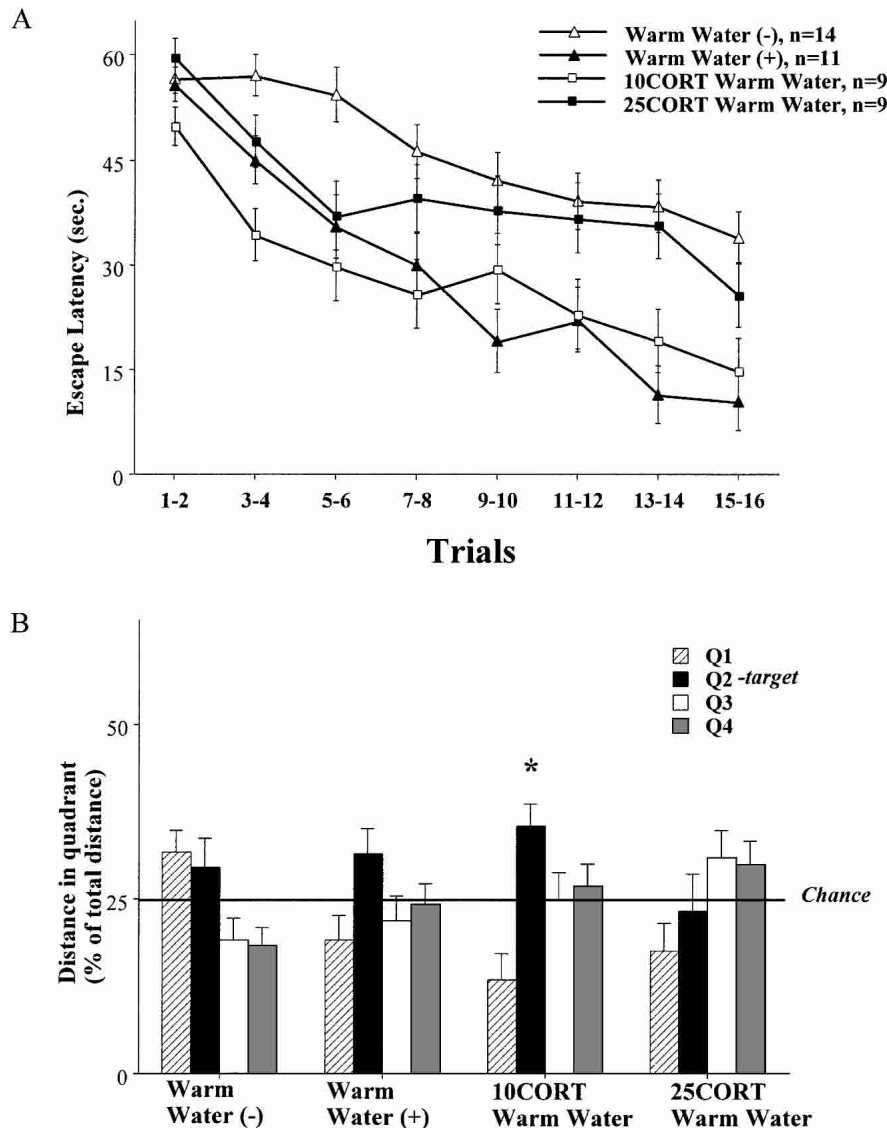 A
Warm Water (-), n=14
Warm Water (+), n=11
10CORT Warm Water, n=9
25CORT Warm Water, n=9
60
45
30
15
0
Escape Latency (sec.)
1-2 3-4 5-6 7-8 9-10 11-12 13-14 15-16
Trials
B
Q1
Q2 -target
Q3
Q4
50
25
0
Distance in quadrant
(% of total distance)
*
Chance
Warm Warm 10CORT 25CORT
Water (-) Water (+) Warm Water Warm Water